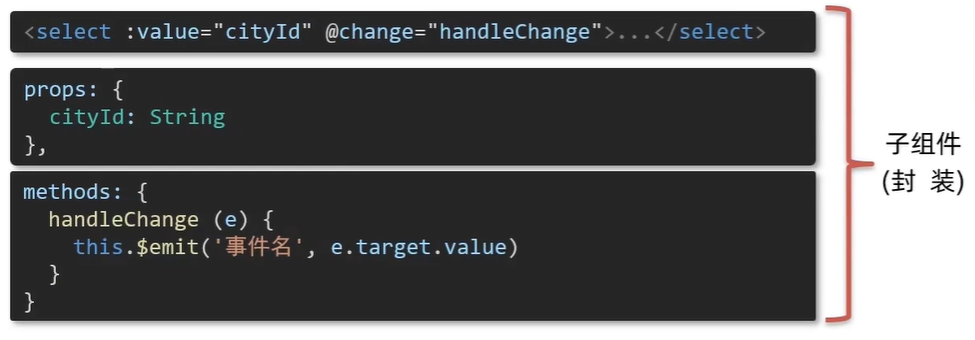 <select :value="cityId" @change="handleChange">...</select>
props: {
  cityId: String
},
methods: {
  handleChange (e) {
    this.$emit('事件名', e.target.value)
  }
}
子组件
(封 装)